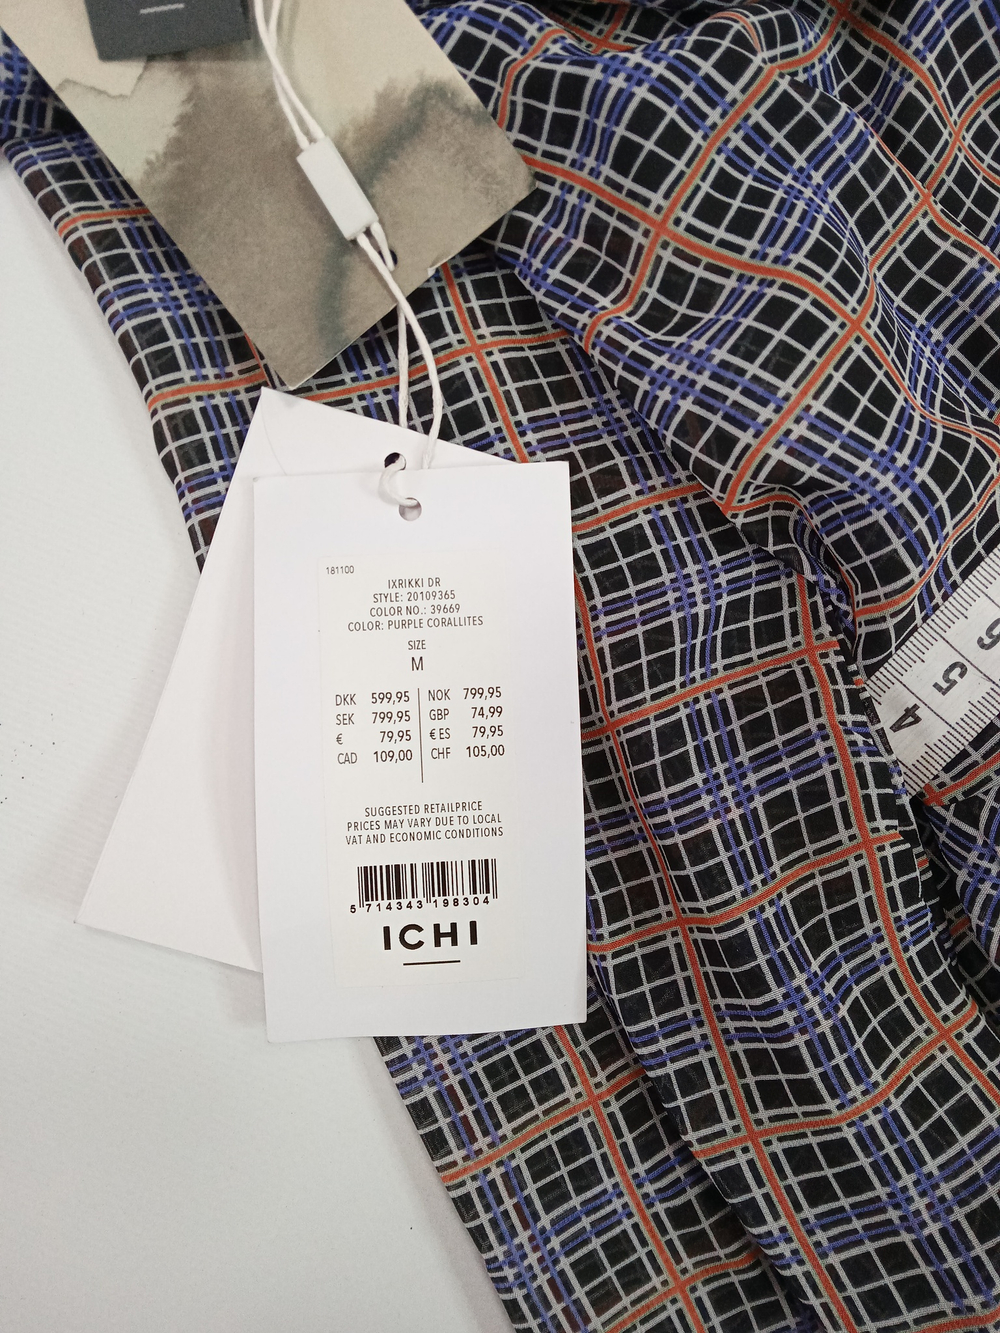 181100
IXRIKKI DR
STYLE: 20109365
COLOR NO.: 39669
COLOR: PURPLE CORALLITES
SIZE
M
DKK 599,95 NOK 799,95
SEK 799,95 GBP 74,99
€ 79,95 € ES 79,95
CAD 109,00 CHF 105,00
SUGGESTED RETAILPRICE
PRICES MAY VARY DUE TO LOCAL
VAT AND ECONOMIC CONDITIONS
5 714343 198304
ICHI
4 5 6